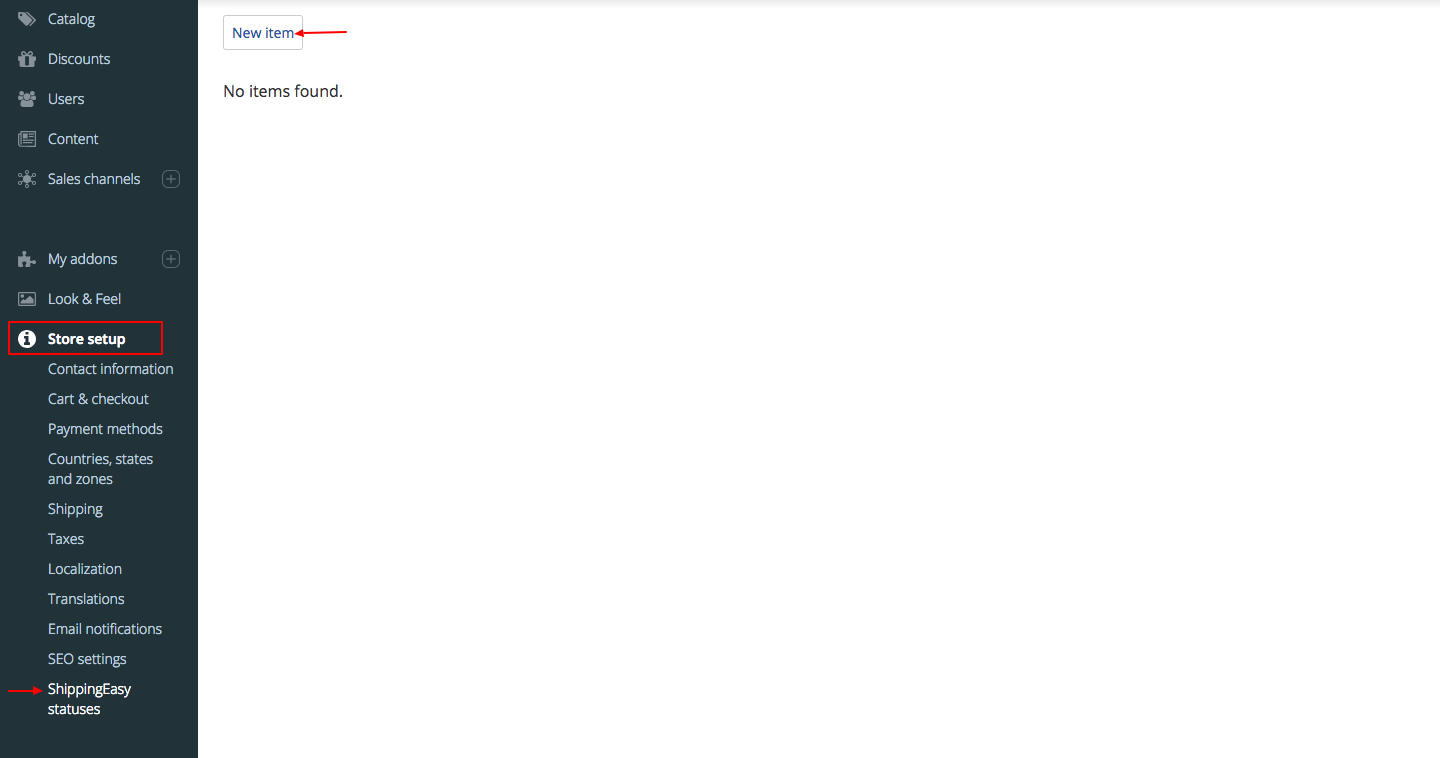 Catalog
Discounts
Users
Content
Sales channels
My addons
Look & Feel
Store setup
Contact information
Cart & checkout
Payment methods
Countries, states
and zones
Shipping
Taxes
Localization
Translations
Email notifications
SEO settings
ShippingEasy
statuses
New item
No items found.